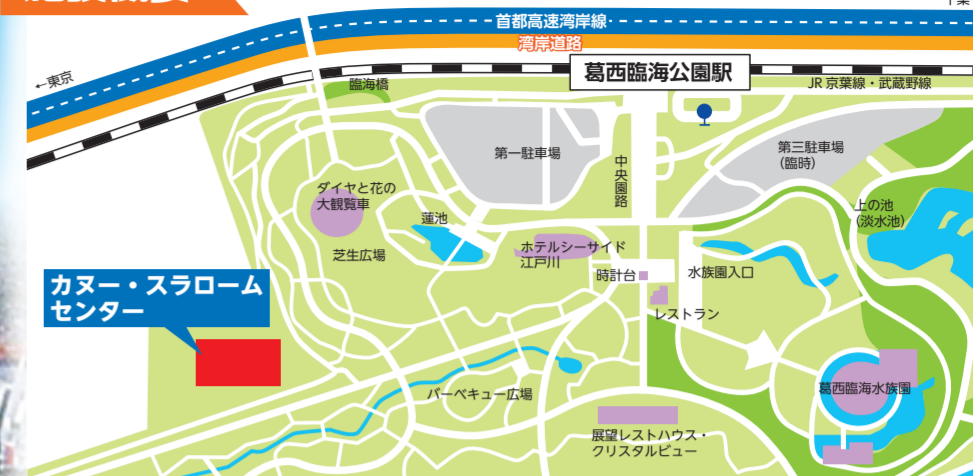 首都高速湾岸線
湾岸道路
←東京
葛西臨海公園駅
臨海橋
JR 京葉線・武蔵野線
第一駐車場
中央園路
第三駐車場
(臨時)
ダイヤと花の
大観覧車
蓮池
上の池
(淡水池)
芝生広場
ホテルシーサイド
江戸川
時計台
水族園入口
カヌー・スラローム
センター
レストラン
バーベキュー広場
葛西臨海水族園
展望レストハウス・
クリスタルビュー